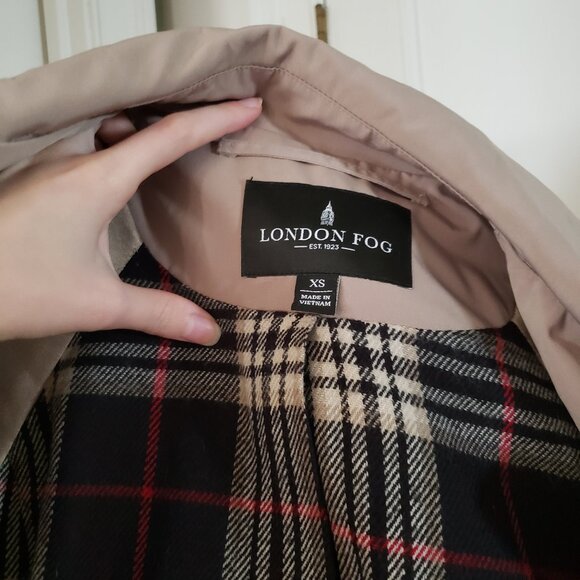 LONDON FOG
EST. 1923
XS
MADE IN
VIETNAM